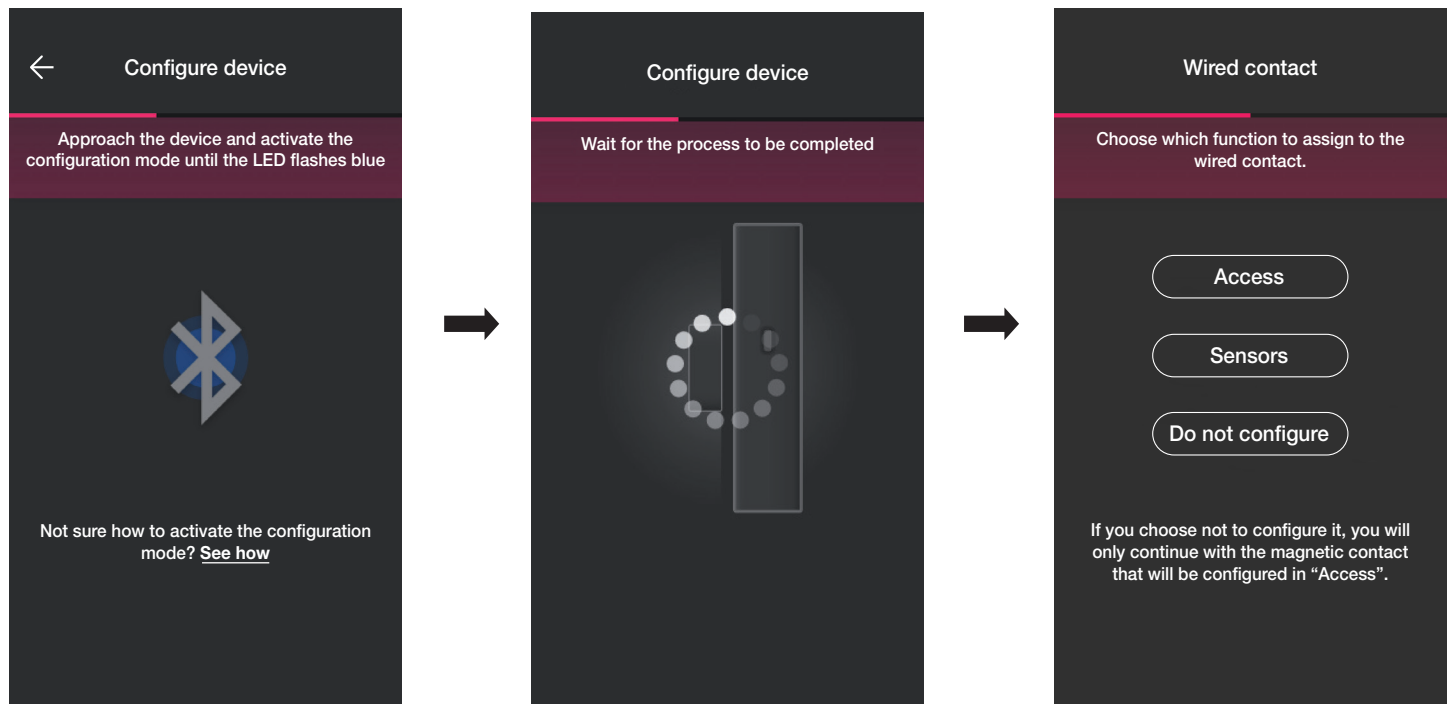 Configure device
Approach the device and activate the
configuration mode until the LED flashes blue
Not sure how to activate the configuration
mode? See how
Configure device
Wait for the process to be completed
Wired contact
Choose which function to assign to the
wired contact.
Access
Sensors
Do not configure
If you choose not to configure it, you will
only continue with the magnetic contact
that will be configured in “Access”.